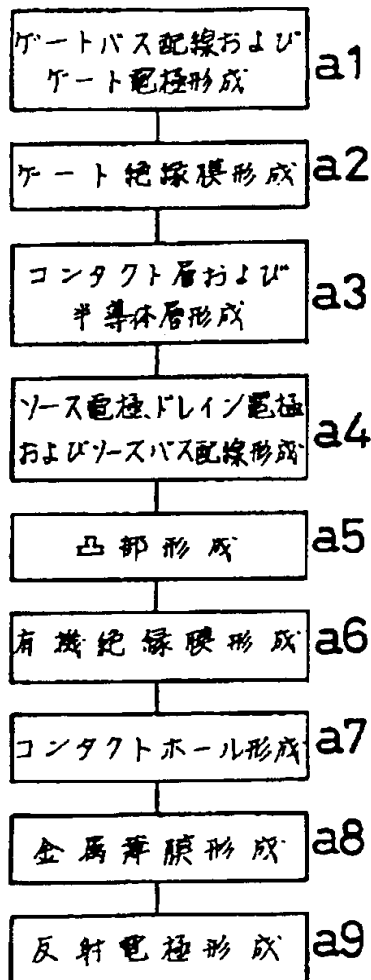 ゲートバス配線および
ゲート電極形成
a1
ゲート絶縁膜形成
a2
コンタクト層および
半導体層形成
a3
ソース電極、ドレイン電極
およびソースバス配線形成
a4
凸部形成
a5
有機絶縁膜形成
a6
コンタクトホール形成
a7
金属薄膜形成
a8
反射電極形成
a9